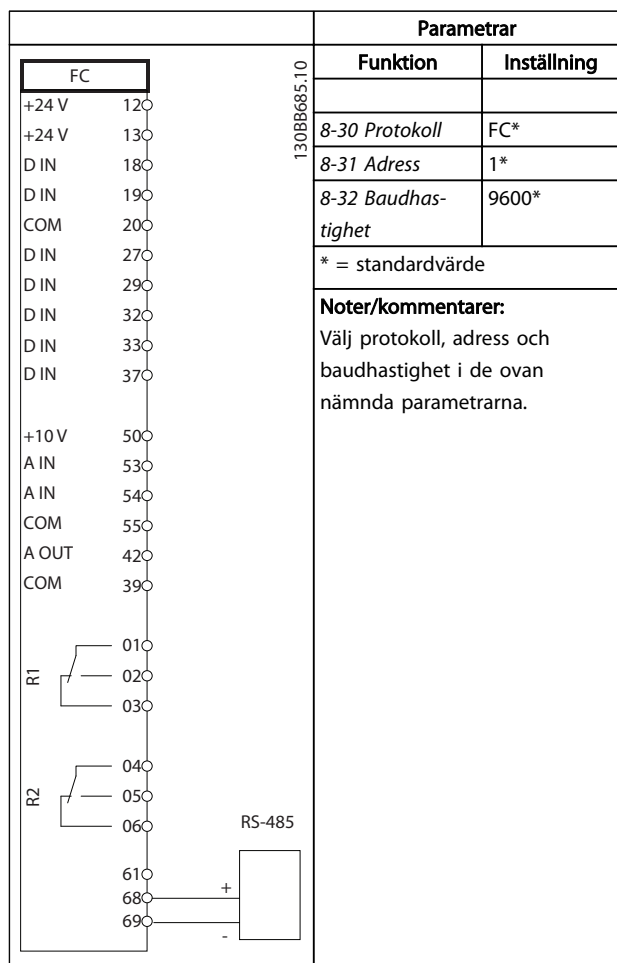 Parametrar
Funktion Inställning
8-30 Protokoll FC*
8-31 Adress 1*
8-32 Baudhas- 9600*
tighet
* = standardvärde
Noter/kommentarer:
Välj protokoll, adress och
baudhastighet i de ovan
nämnda parametrarna.
130BB685.10
FC
+24 V 12
+24 V 13
D IN 18
D IN 19
COM 20
D IN 27
D IN 29
D IN 32
D IN 33
D IN 37
+10 V 50
A IN 53
A IN 54
COM 55
A OUT 42
COM 39
R1
01
02
03
R2
04
05
06
RS-485
61
68 +
69 -